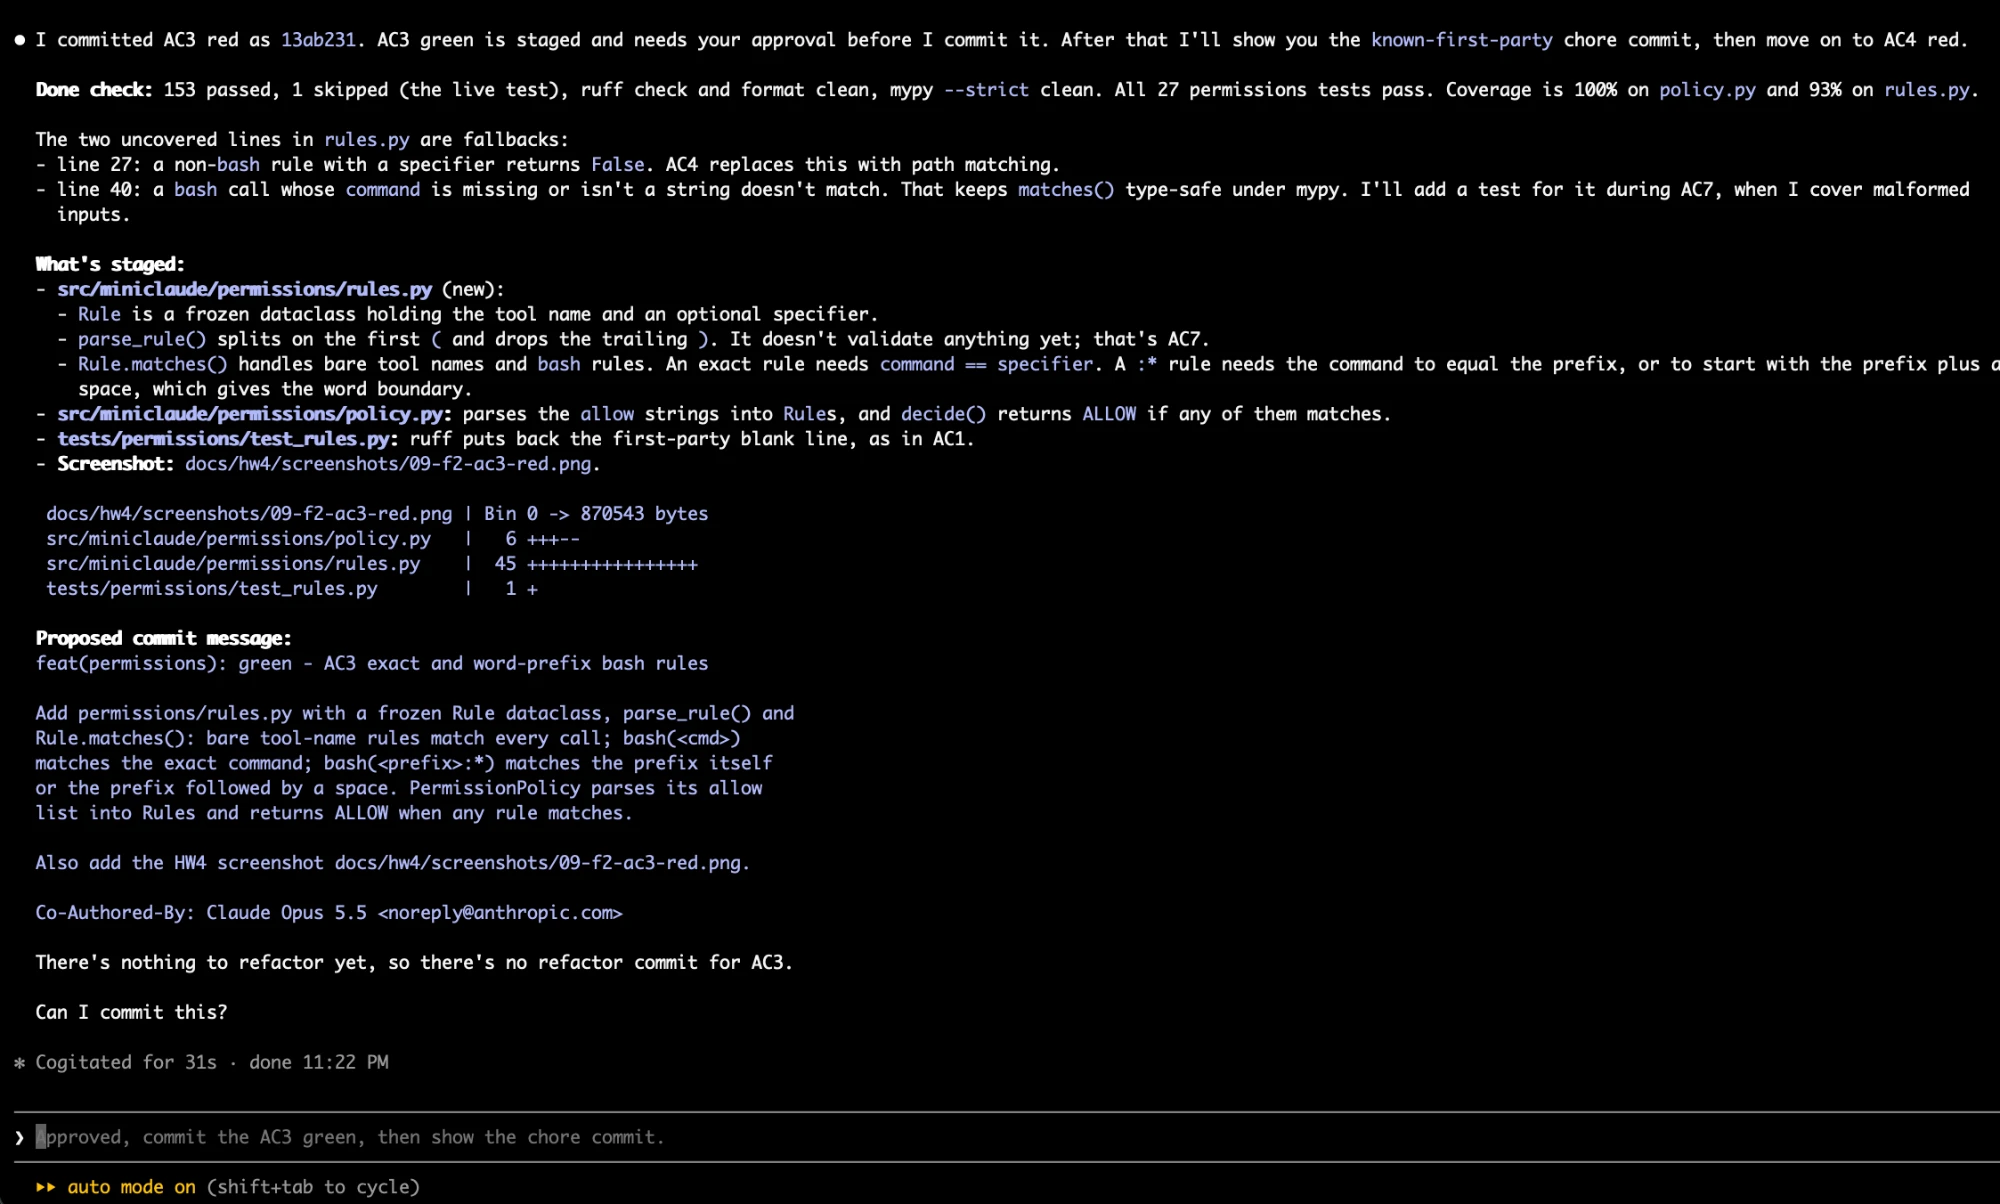 ● I committed AC3 red as 13ab231. AC3 green is staged and needs your approval before I commit it. After that I'll show you the known-first-party chore commit, then move on to AC4 red.
Done check: 153 passed, 1 skipped (the live test), ruff check and format clean, mypy --strict clean. All 27 permissions tests pass. Coverage is 100% on policy.py and 93% on rules.py.
The two uncovered lines in rules.py are fallbacks:
- line 27: a non-bash rule with a specifier returns False. AC4 replaces this with path matching.
- line 40: a bash call whose command is missing or isn't a string doesn't match. That keeps matches() type-safe under mypy. I'll add a test for it during AC7, when I cover malformed
inputs.
What's staged:
- src/miniclaude/permissions/rules.py (new):
- Rule is a frozen dataclass holding the tool name and an optional specifier.
- parse_rule() splits on the first ( and drops the trailing ). It doesn't validate anything yet; that's AC7.
- Rule.matches() handles bare tool names and bash rules. An exact rule needs command == specifier. A :* rule needs the command to equal the prefix, or to start with the prefix plus a
space, which gives the word boundary.
- src/miniclaude/permissions/policy.py: parses the allow strings into Rules, and decide() returns ALLOW if any of them matches.
- tests/permissions/test_rules.py: ruff puts back the first-party blank line, as in AC1.
- Screenshot: docs/hw4/screenshots/09-f2-ac3-red.png.
docs/hw4/screenshots/09-f2-ac3-red.png | Bin 0 -> 870543 bytes
src/miniclaude/permissions/policy.py | 6 +++--
src/miniclaude/permissions/rules.py | 45 ++++++++++++++++
tests/permissions/test_rules.py | 1 +
Proposed commit message:
feat(permissions): green - AC3 exact and word-prefix bash rules
Add permissions/rules.py with a frozen Rule dataclass, parse_rule() and
Rule.matches(): bare tool-name rules match every call; bash(<cmd>)
matches the exact command; bash(<prefix>:*) matches the prefix itself
or the prefix followed by a space. PermissionPolicy parses its allow
list into Rules and returns ALLOW when any rule matches.
Also add the HW4 screenshot docs/hw4/screenshots/09-f2-ac3-red.png.
Co-Authored-By: Claude Opus 5.5 <noreply@anthropic.com>
There's nothing to refactor yet, so there's no refactor commit for AC3.
Can I commit this?
✻ Cogitated for 31s · done 11:22 PM
❯ Approved, commit the AC3 green, then show the chore commit.
⏵⏵ auto mode on (shift+tab to cycle)